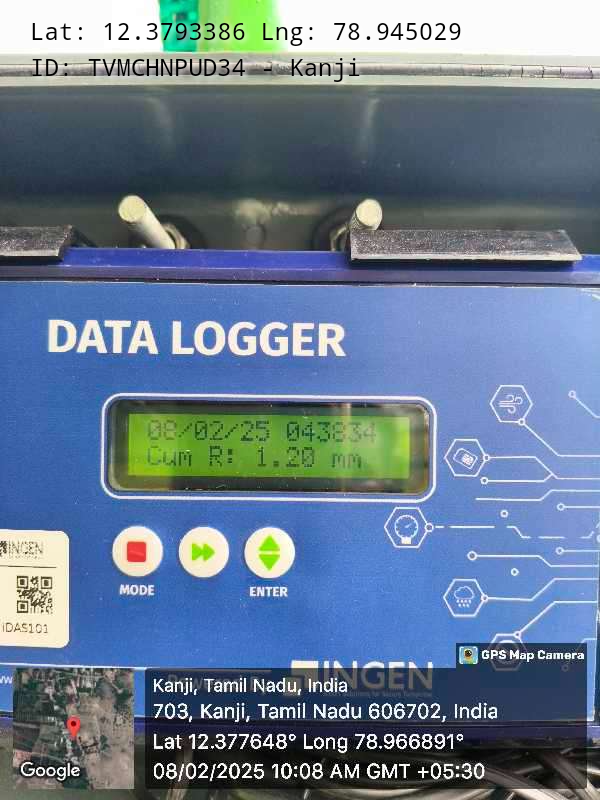 Lat: 12.3793386 Lng: 78.945029
ID: TVMCHNPUD34 - Kanji
DATA LOGGER
08/02/25 043834
Cum R: 1.20 mm
MODE
ENTER
INGEN
iDAS101
INGEN
GPS Map Camera
Kanji, Tamil Nadu, India
703, Kanji, Tamil Nadu 606702, India
Lat 12.377648° Long 78.966891°
08/02/2025 10:08 AM GMT +05:30
Google